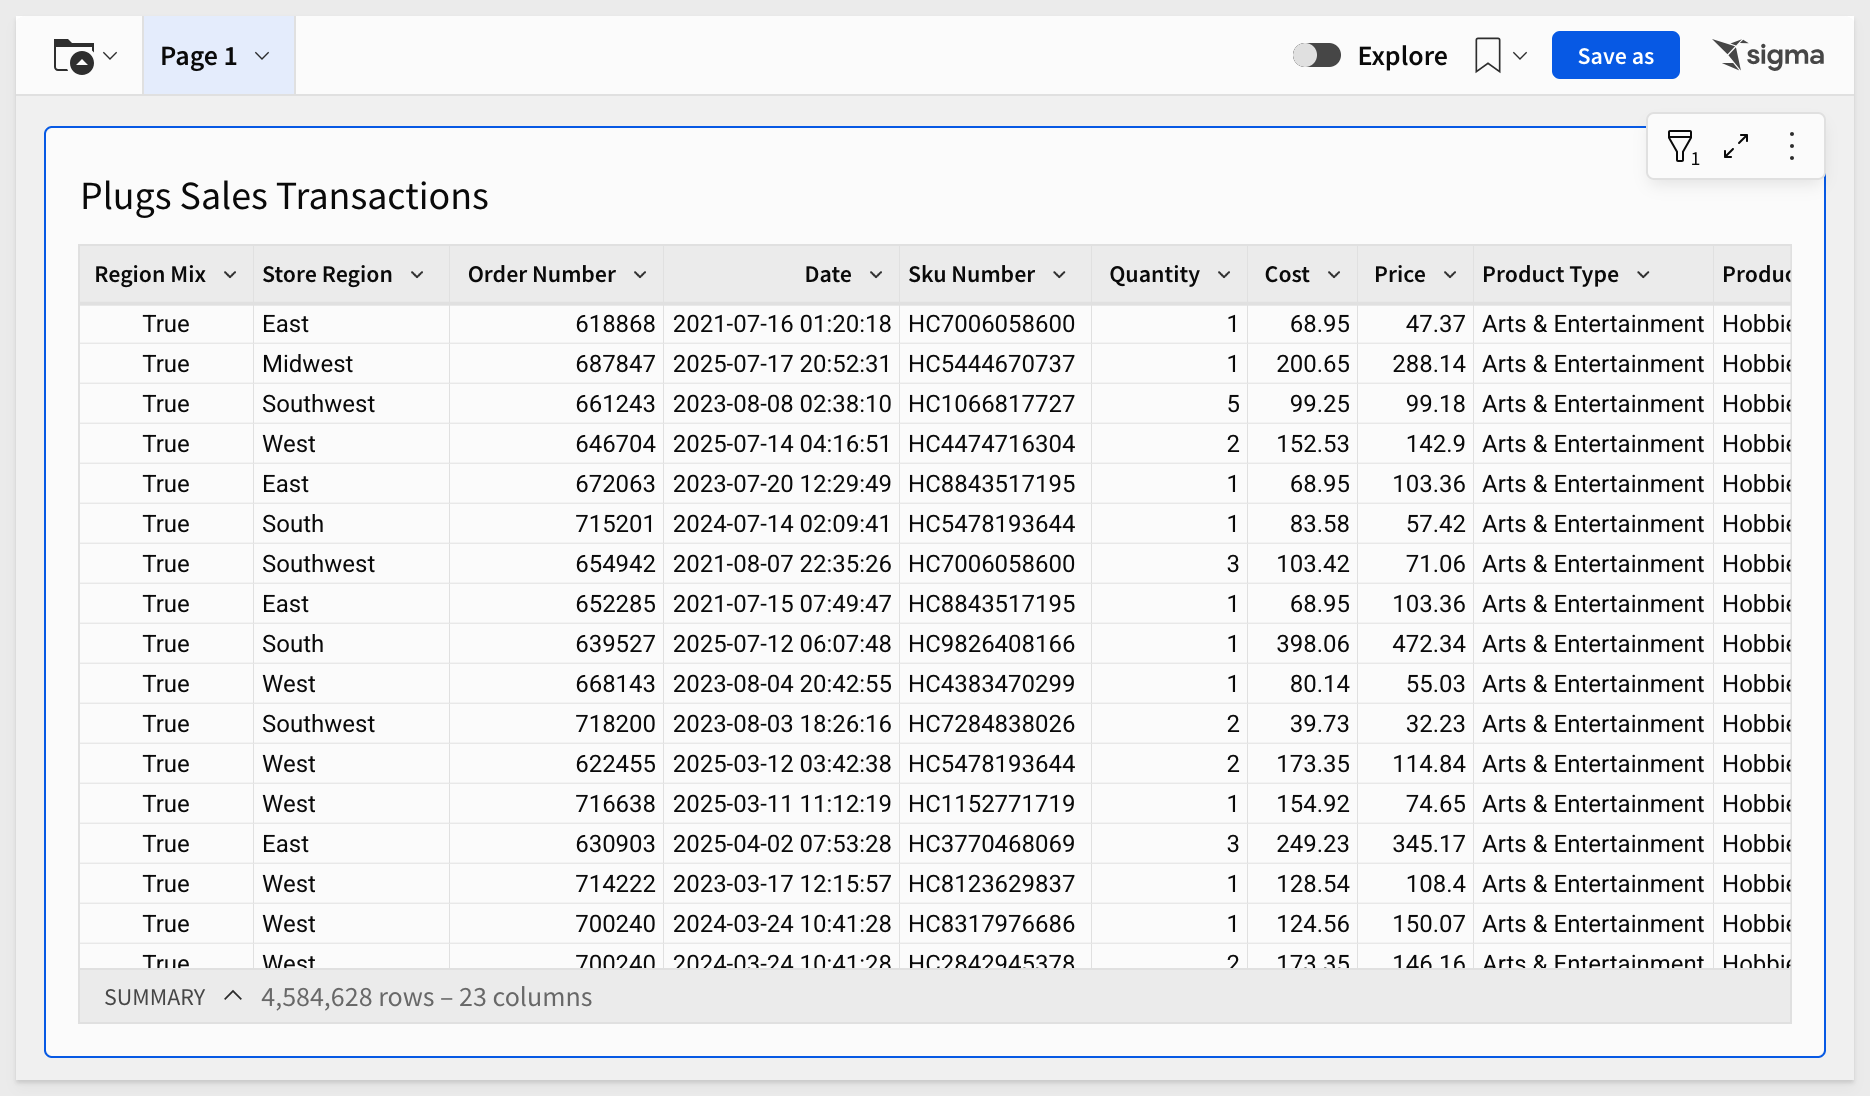 Page 1 Explore Save as sigma
1
Plugs Sales Transactions
Region Mix Store Region Order Number Date Sku Number Quantity Cost Price Product Type Produc
True East 618868 2021-07-16 01:20:18 HC7006058600 1 68.95 47.37 Arts & Entertainment Hobbie
True Midwest 687847 2025-07-17 20:52:31 HC5444670737 1 200.65 288.14 Arts & Entertainment Hobbie
True Southwest 661243 2023-08-08 02:38:10 HC1066817727 5 99.25 99.18 Arts & Entertainment Hobbie
True West 646704 2025-07-14 04:16:51 HC4474716304 2 152.53 142.9 Arts & Entertainment Hobbie
True East 672063 2023-07-20 12:29:49 HC8843517195 1 68.95 103.36 Arts & Entertainment Hobbie
True South 715201 2024-07-14 02:09:41 HC5478193644 1 83.58 57.42 Arts & Entertainment Hobbie
True Southwest 654942 2021-08-07 22:35:26 HC7006058600 3 103.42 71.06 Arts & Entertainment Hobbie
True East 652285 2021-07-15 07:49:47 HC8843517195 1 68.95 103.36 Arts & Entertainment Hobbie
True South 639527 2025-07-12 06:07:48 HC9826408166 1 398.06 472.34 Arts & Entertainment Hobbie
True West 668143 2023-08-04 20:42:55 HC4383470299 1 80.14 55.03 Arts & Entertainment Hobbie
True Southwest 718200 2023-08-03 18:26:16 HC7284838026 2 39.73 32.23 Arts & Entertainment Hobbie
True West 622455 2025-03-12 03:42:38 HC5478193644 2 173.35 114.84 Arts & Entertainment Hobbie
True West 716638 2025-03-11 11:12:19 HC1152771719 1 154.92 74.65 Arts & Entertainment Hobbie
True East 630903 2025-04-02 07:53:28 HC3770468069 3 249.23 345.17 Arts & Entertainment Hobbie
True West 714222 2023-03-17 12:15:57 HC8123629837 1 128.54 108.4 Arts & Entertainment Hobbie
True West 700240 2024-03-24 10:41:28 HC8317976686 1 124.56 150.07 Arts & Entertainment Hobbie
True West 700240 2024-03-24 10:41:28 HC2842945378 2 173.35 146.16 Arts & Entertainment Hobbie
SUMMARY 4,584,628 rows – 23 columns